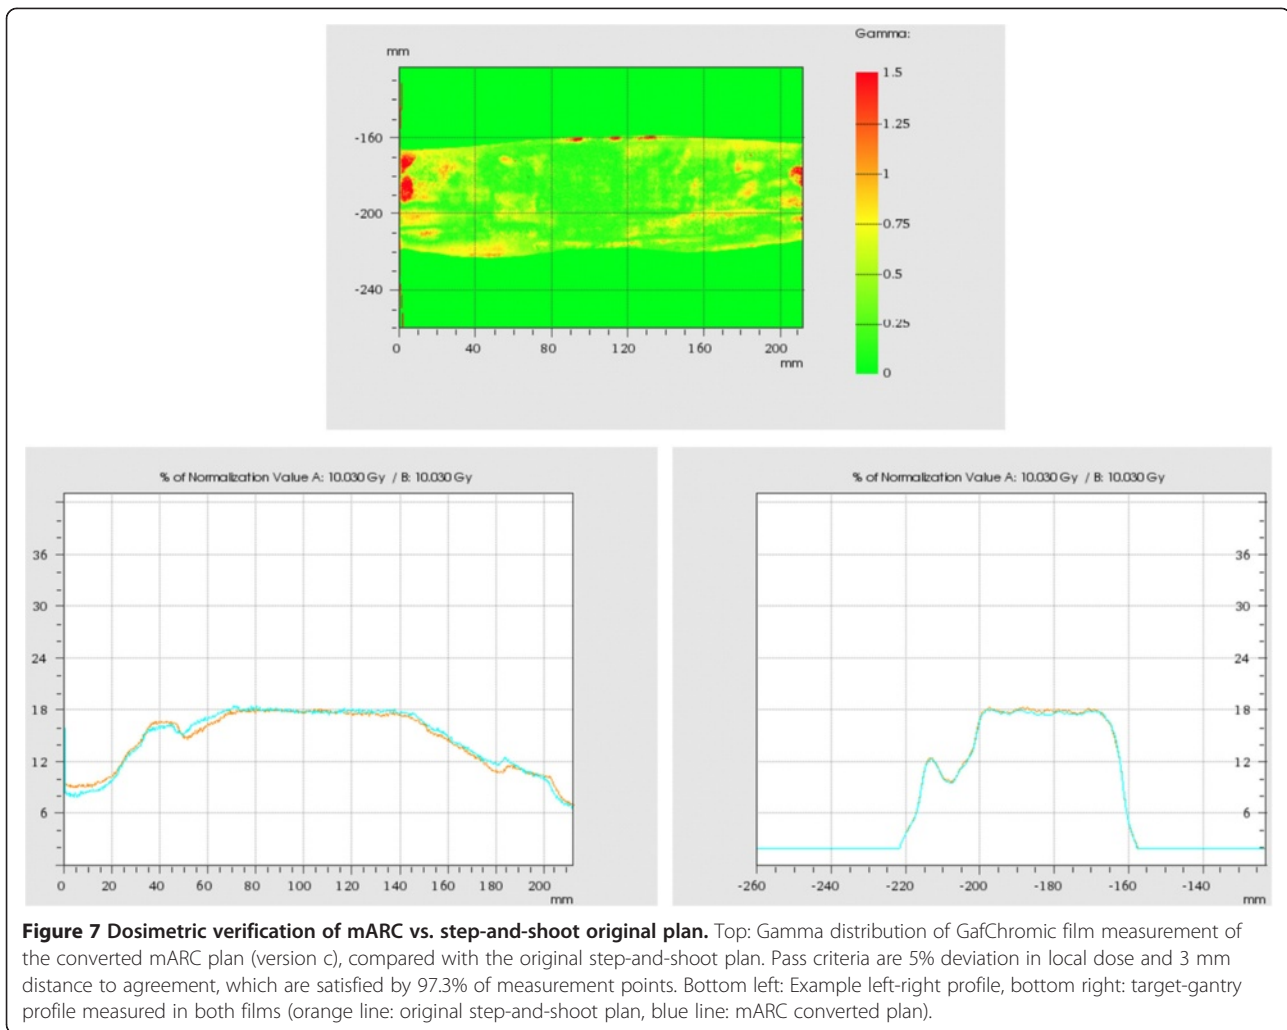 Gamma:
mm
1.5
1.25
-160
1
-200
0.75
0.5
-240
0.25
0 40 80 120 160 200
mm
0
% of Normalization Value A: 10.030 Gy / B: 10.030 Gy
36
30
24
18
12
6
0 20 40 60 80 100 120 140 160 180 200
mm
% of Normalization Value A: 10.030 Gy / B: 10.030 Gy
36
30
24
18
12
6
-260 -240 -220 -200 -180 -160 -140
mm
Figure 7 Dosimetric verification of mARC vs. step-and-shoot original plan. Top: Gamma distribution of GafChromic film measurement of
the converted mARC plan (version c), compared with the original step-and-shoot plan. Pass criteria are 5% deviation in local dose and 3 mm
distance to agreement, which are satisfied by 97.3% of measurement points. Bottom left: Example left-right profile, bottom right: target-gantry
profile measured in both films (orange line: original step-and-shoot plan, blue line: mARC converted plan).